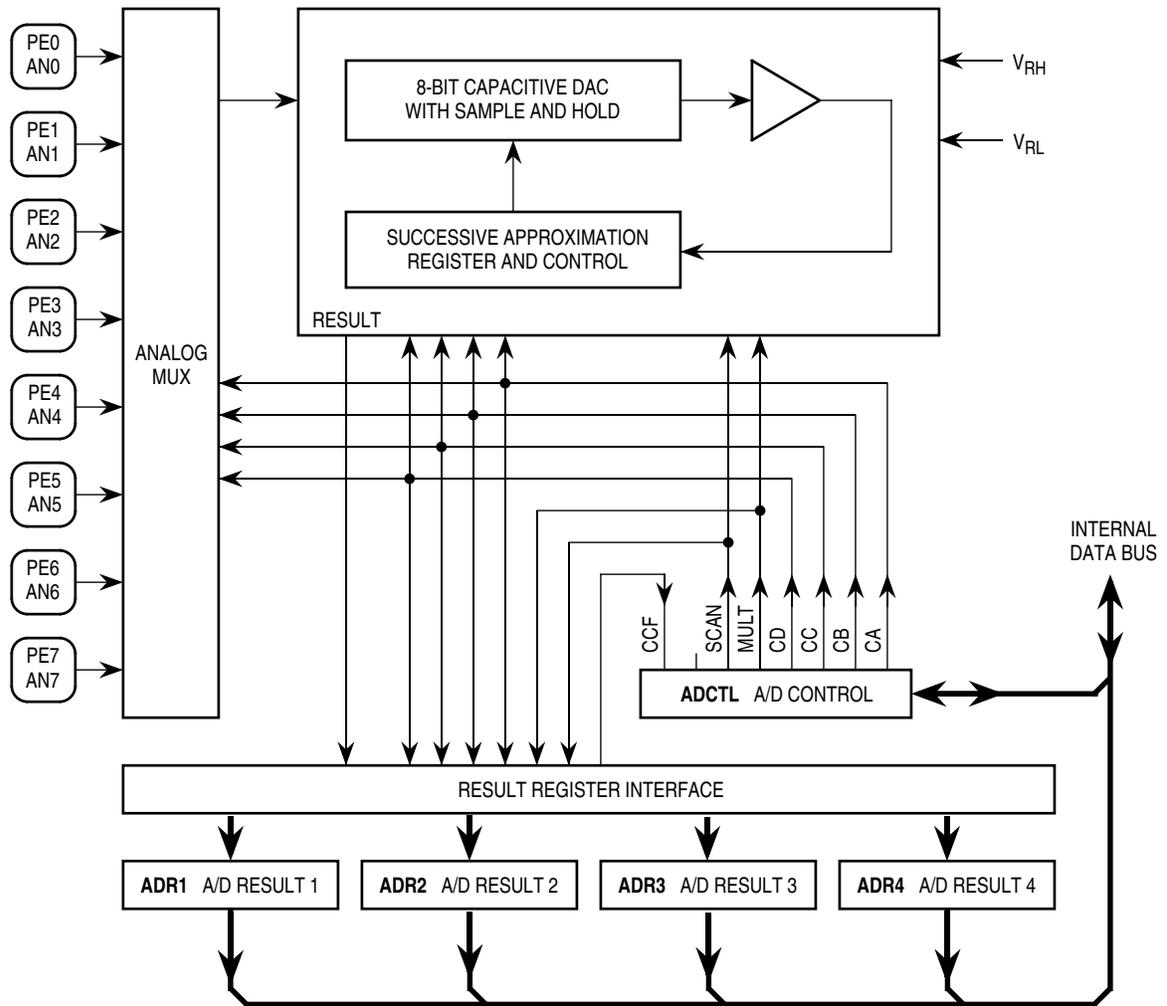 PE0
AN0
PE1
AN1
PE2
AN2
PE3
AN3
PE4
AN4
PE5
AN5
PE6
AN6
PE7
AN7
ANALOG
MUX
8-BIT CAPACITIVE DAC
WITH SAMPLE AND HOLD
SUCCESSIVE APPROXIMATION
REGISTER AND CONTROL
RESULT
VRH
VRL
INTERNAL
DATA BUS
CCF
SCAN
MULT
CD
CC
CB
CA
ADCTL A/D CONTROL
RESULT REGISTER INTERFACE
ADR1 A/D RESULT 1
ADR2 A/D RESULT 2
ADR3 A/D RESULT 3
ADR4 A/D RESULT 4